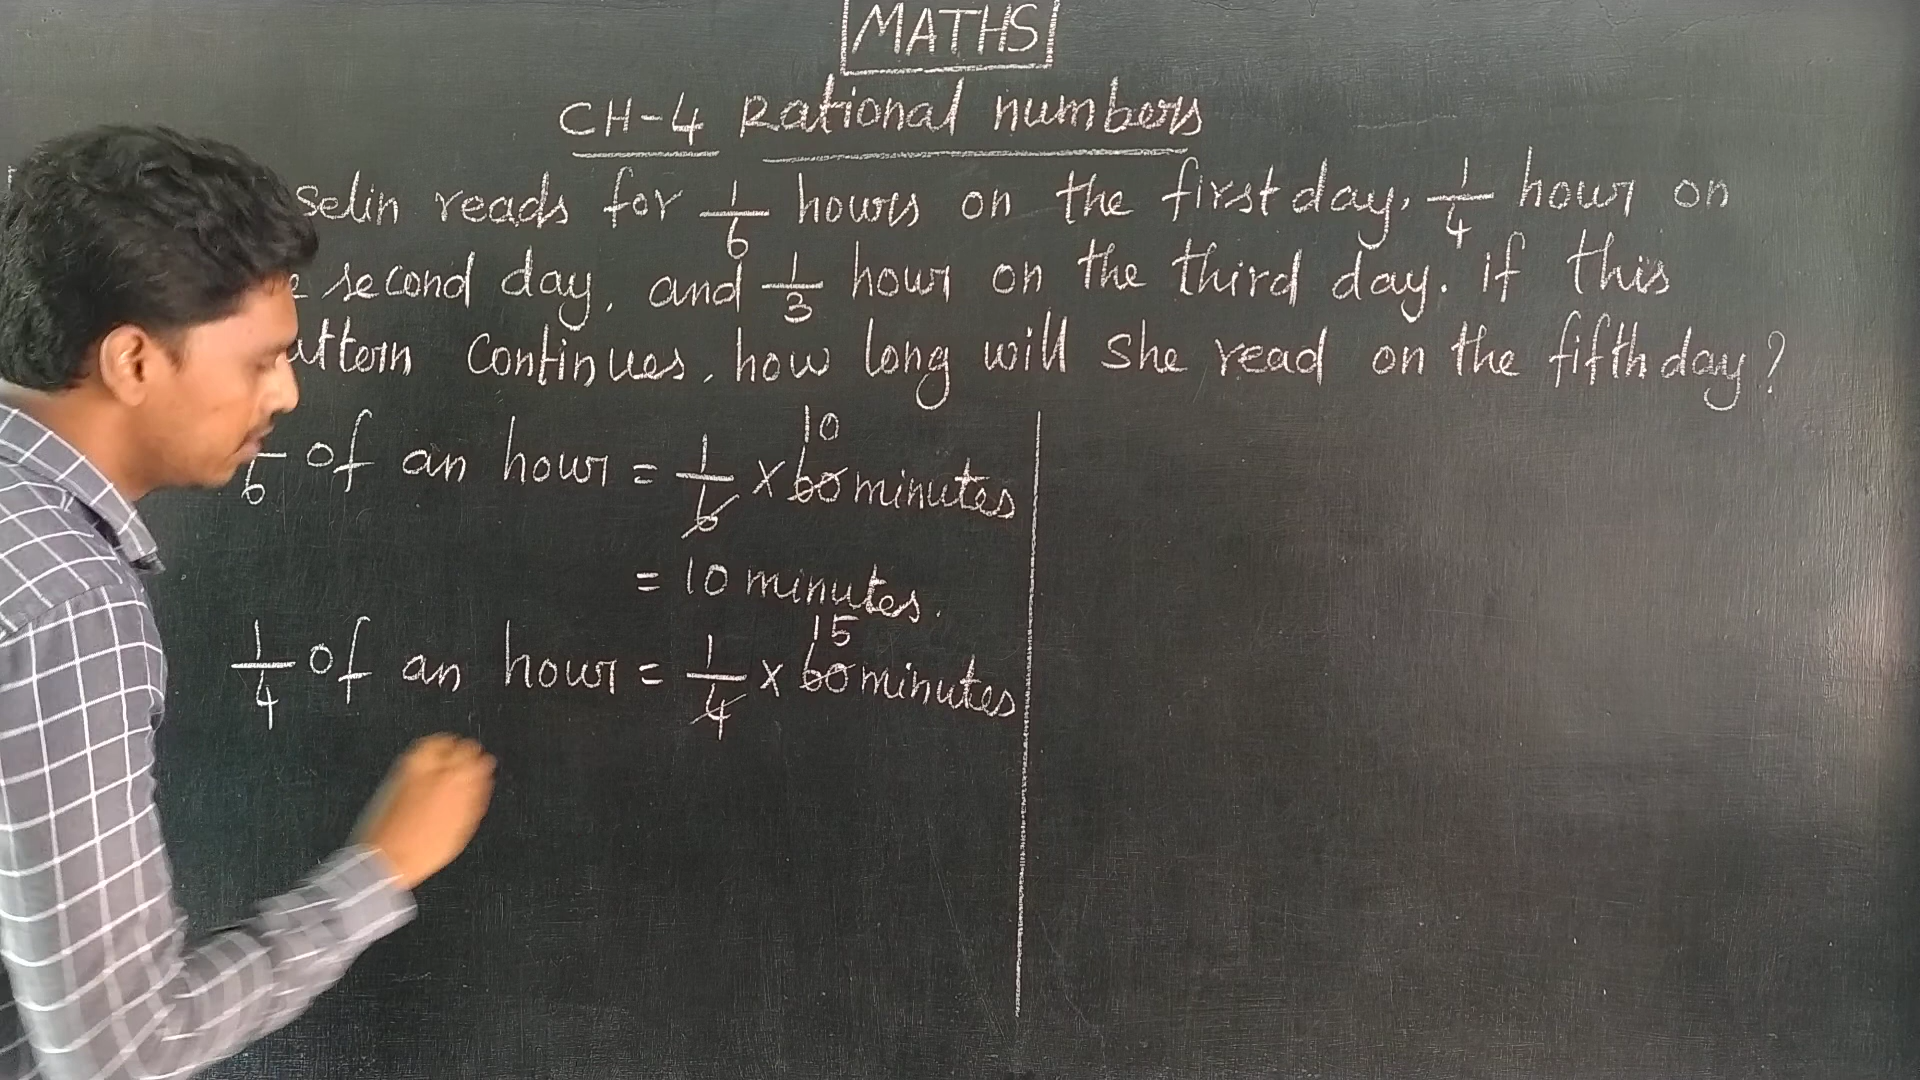 MATHS
CH-4 Rational numbers
selin reads for 1/6 hours on the first day, 1/4 hour on
second day, and 1/3 hour on the third day. if this
continues, how long will she read on the fifth day?
10
6 of an hour = 1/6 x 60 minutes
= 10 minutes.
15
1/4 of an hour = 1/4 x 60 minutes